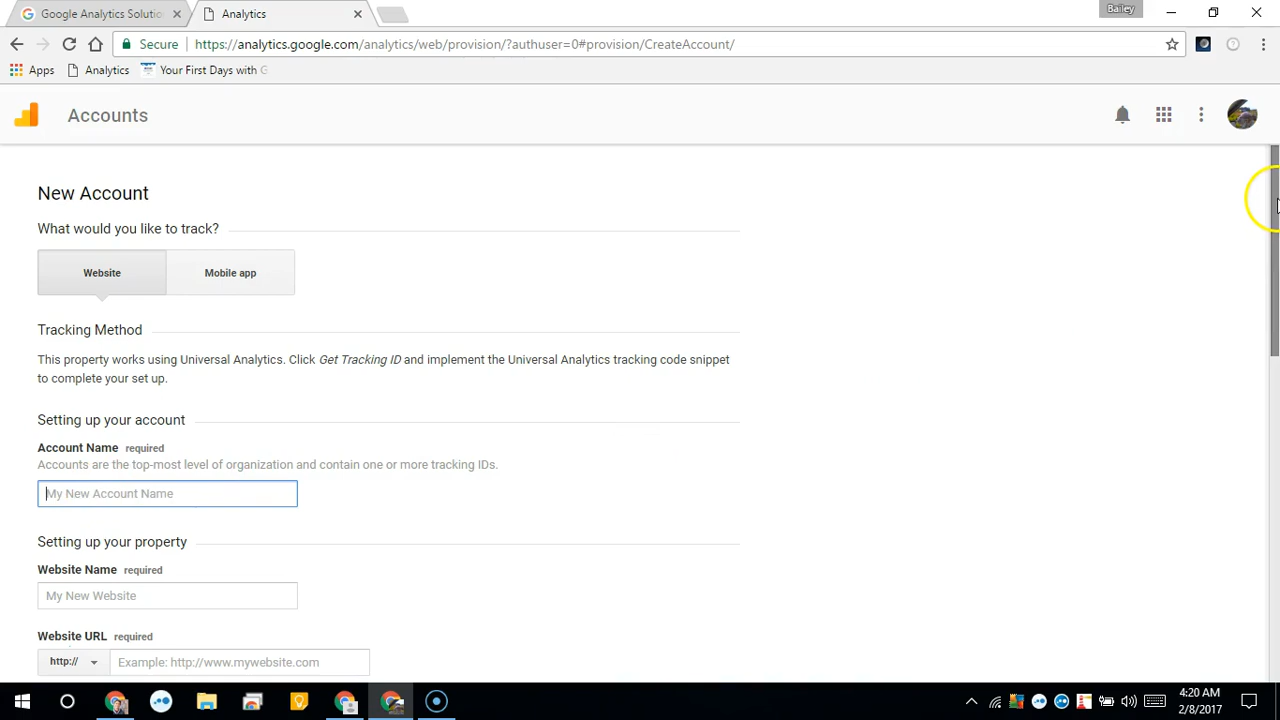 Google Analytics Solutio
Analytics
Bailey
Secure
https://analytics.google.com/analytics/web/provision/?authuser=0#provision/CreateAccount/
Apps
Analytics
Your First Days with G
Accounts
New Account
What would you like to track?
Website
Mobile app
Tracking Method
This property works using Universal Analytics. Click Get Tracking ID and implement the Universal Analytics tracking code snippet
to complete your set up.
Setting up your account
Account Name required
Accounts are the top-most level of organization and contain one or more tracking IDs.
My New Account Name
Setting up your property
Website Name required
My New Website
Website URL required
http://
Example: http://www.mywebsite.com
4:20 AM
2/8/2017